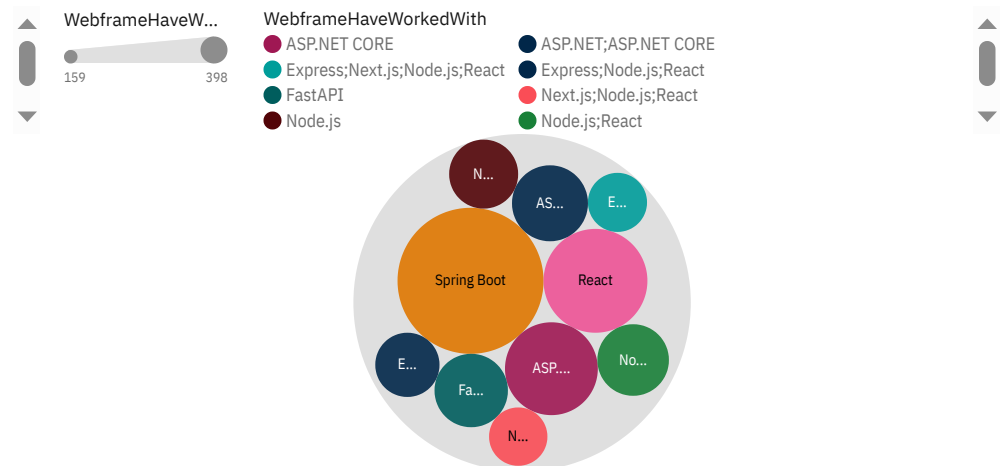 WebframeHaveW...
159
398
WebframeHaveWorkedWith
ASP.NET CORE
ASP.NET;ASP.NET CORE
Express;Next.js;Node.js;React
Express;Node.js;React
FastAPI
Next.js;Node.js;React
Node.js
Node.js;React
N...
AS...
E...
Spring Boot
React
E...
Fa...
ASP....
No...
N...